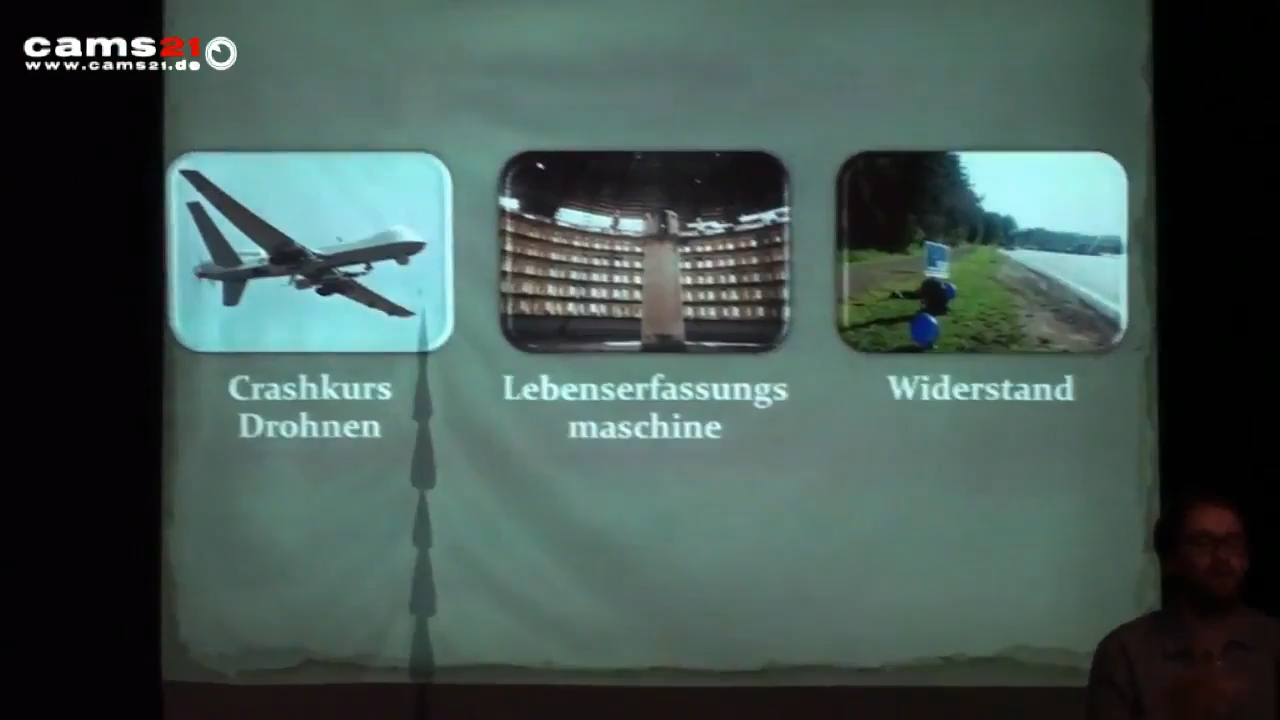 cams21
www.cams21.de
Crashkurs
Drohnen
Lebenserfassungs
maschine
Widerstand